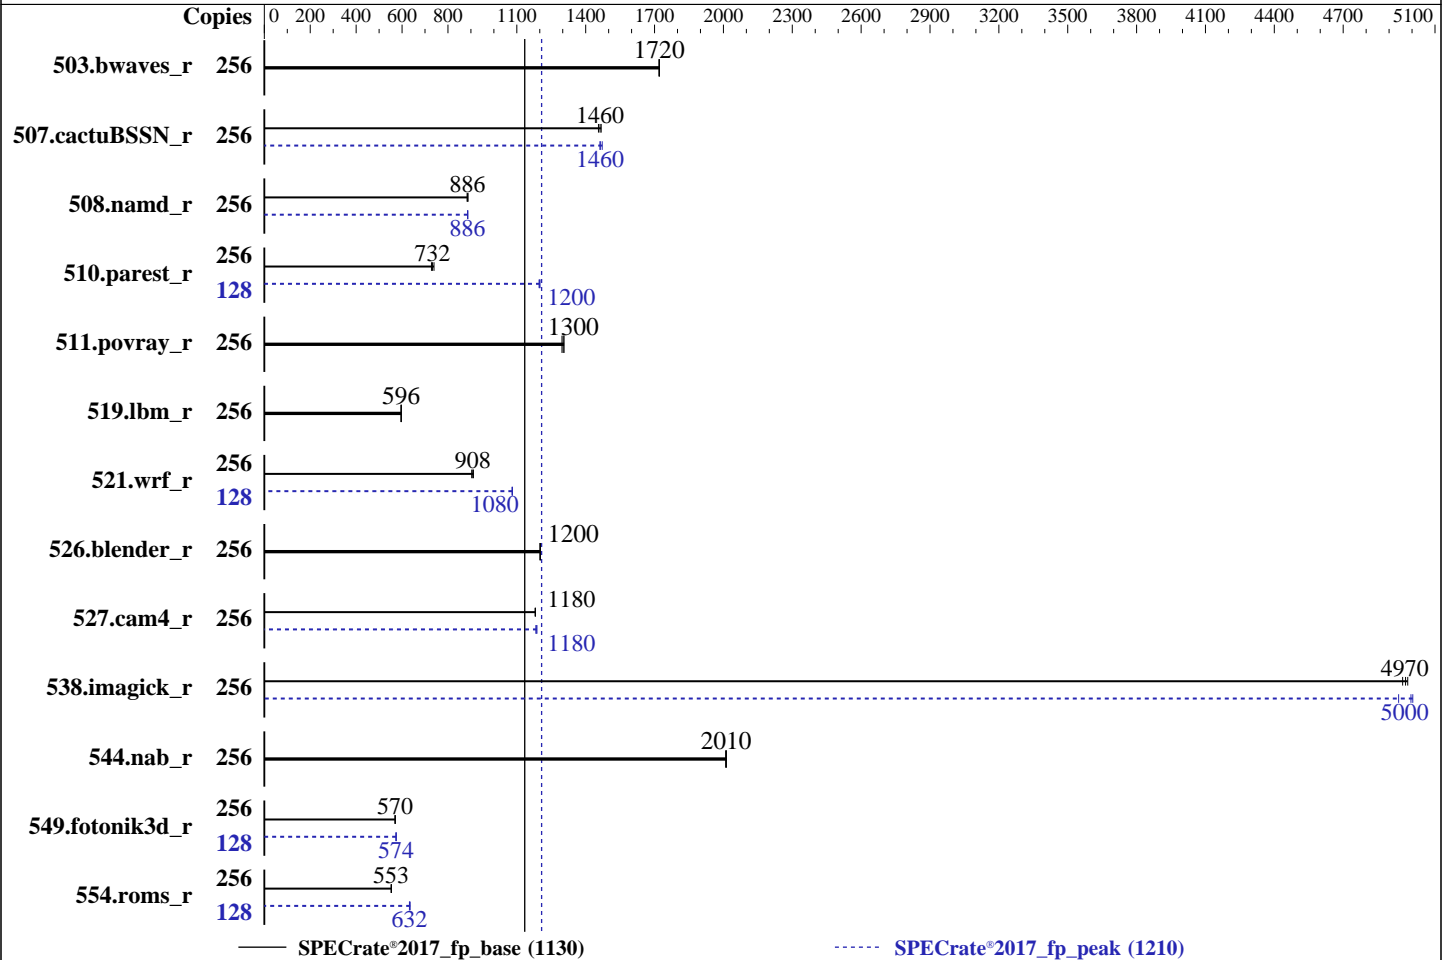 Copies 0 200 400 600 800 1100 1400 1700 2000 2300 2600 2900 3200 3500 3800 4100 4400 4700 5100
503.bwaves_r 256 1720
507.cactuBSSN_r 256 1460
1460
508.namd_r 256 886
886
510.parest_r 256 732
128 1200
511.povray_r 256 1300
519.lbm_r 256 596
521.wrf_r 256 908
128 1080
526.blender_r 256 1200
527.cam4_r 256 1180
1180
538.imagick_r 256 4970
5000
544.nab_r 256 2010
549.fotonik3d_r 256 570
128 574
554.roms_r 256 553
128 632
SPECrate®2017_fp_base (1130) SPECrate®2017_fp_peak (1210)